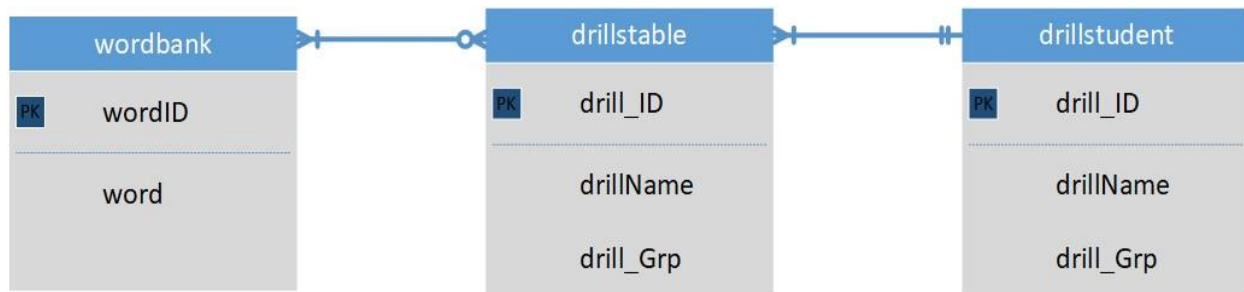 wordbank
PK wordID
word
drillstable
PK drill_ID
drillName
drill_Grp
drillstudent
PK drill_ID
drillName
drill_Grp